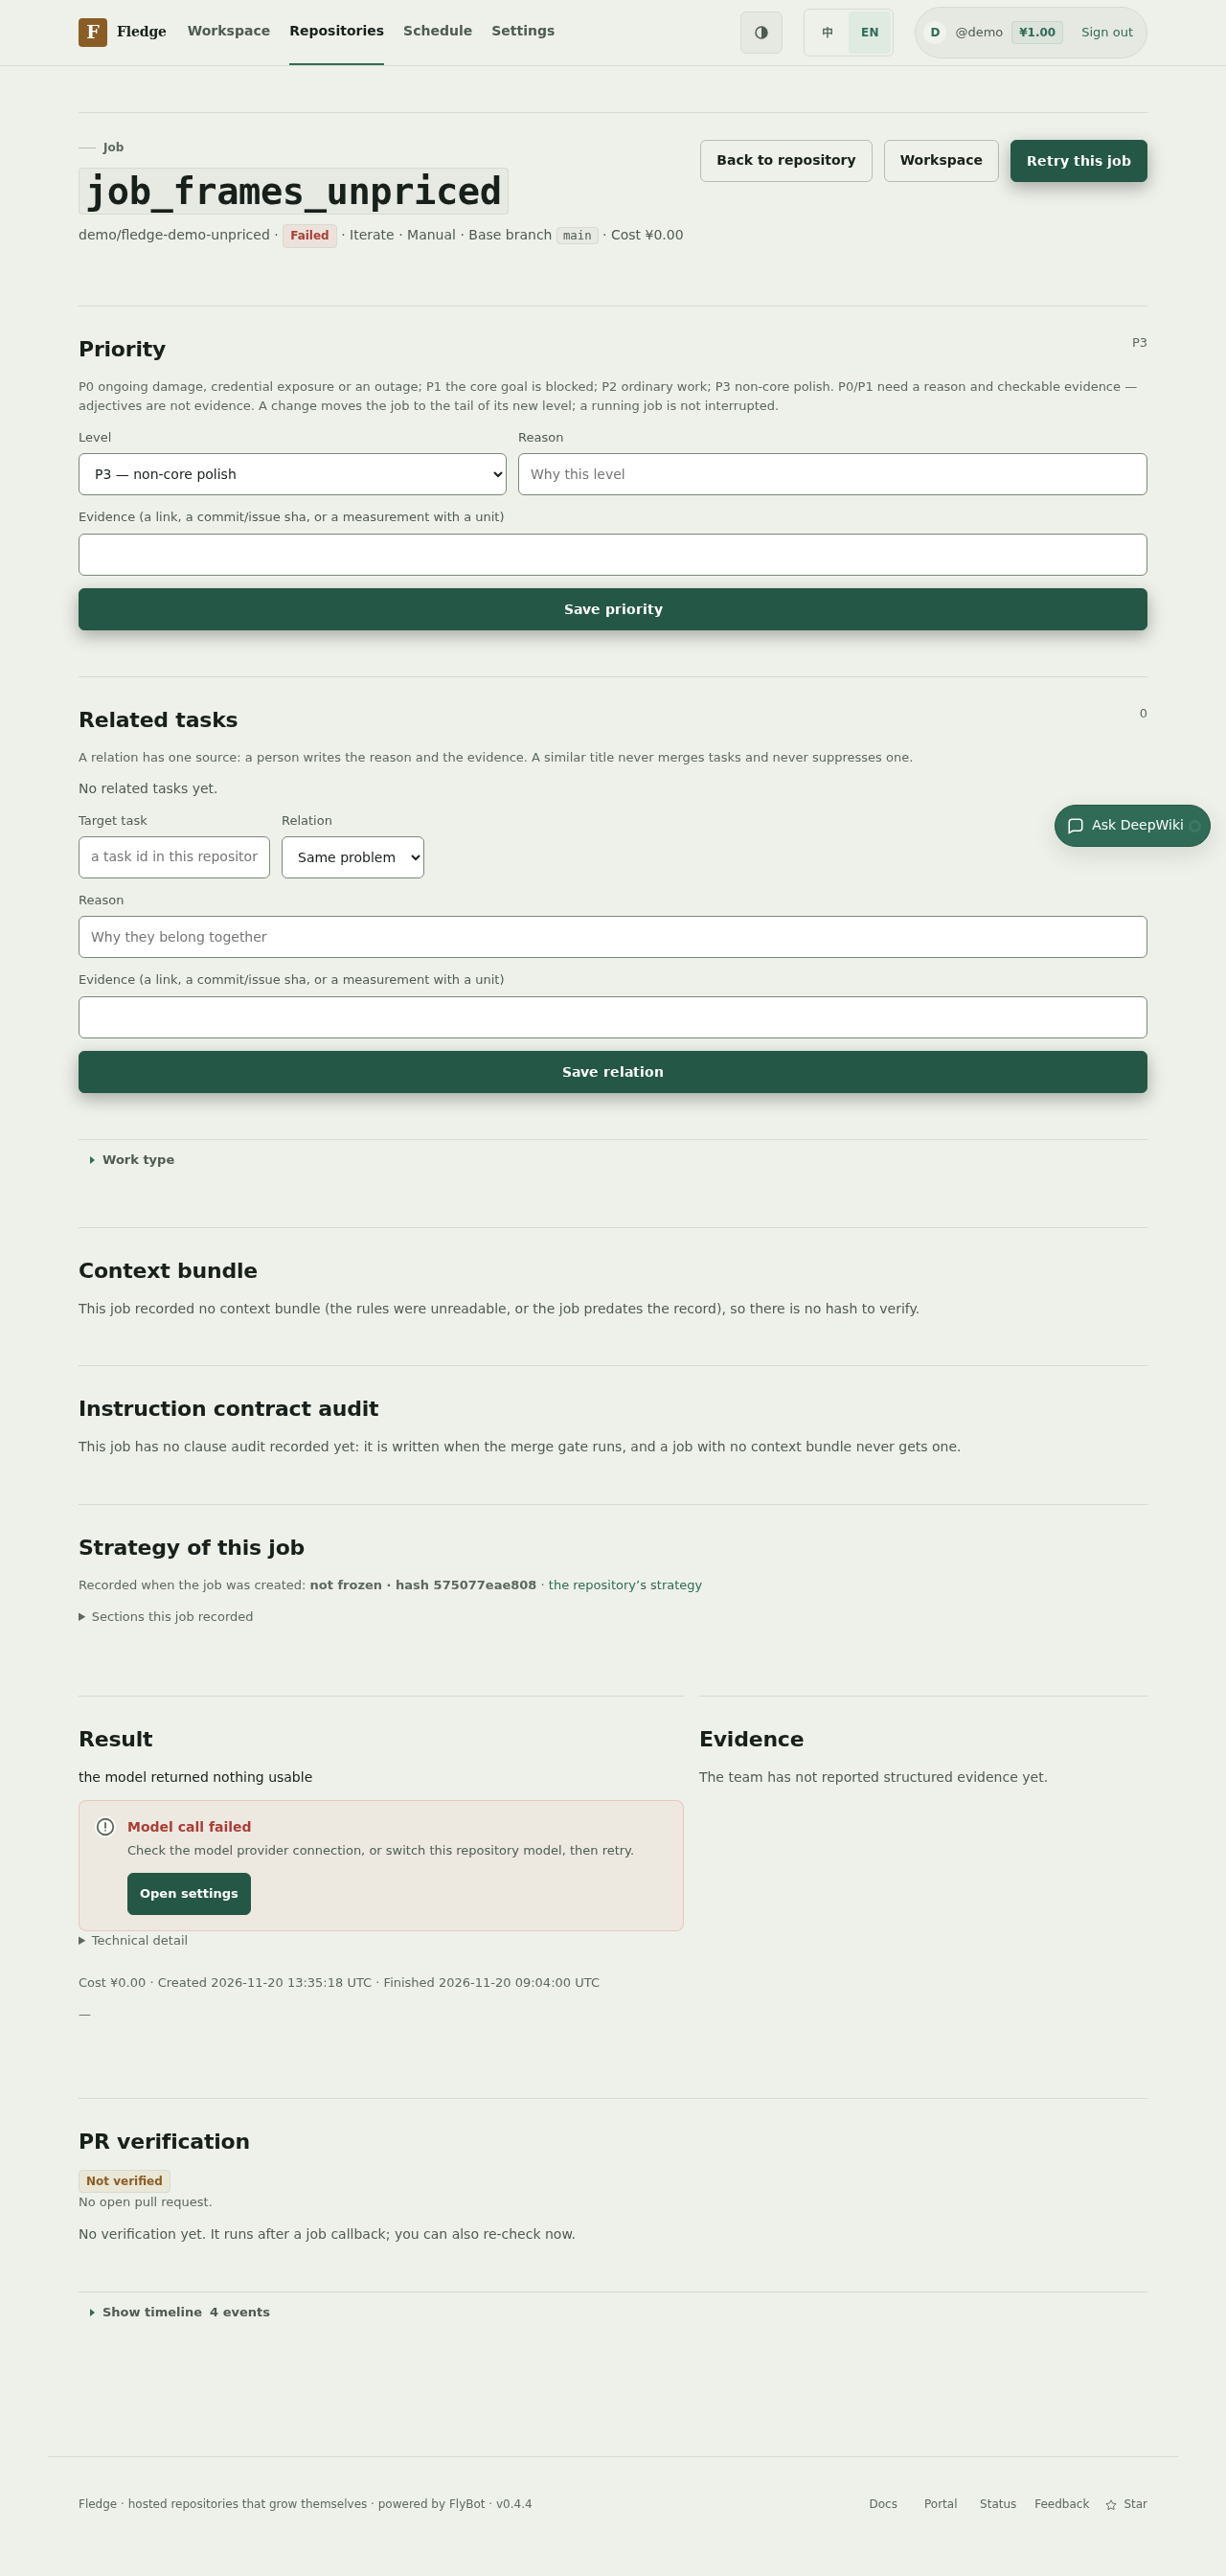 F Fledge Workspace Repositories Schedule Settings 中 EN D @demo ¥1.00 Sign out
Job
job_frames_unpriced
Back to repository Workspace Retry this job
demo/fledge-demo-unpriced · Failed · Iterate · Manual · Base branch main · Cost ¥0.00
Priority P3
P0 ongoing damage, credential exposure or an outage; P1 the core goal is blocked; P2 ordinary work; P3 non-core polish. P0/P1 need a reason and checkable evidence —
adjectives are not evidence. A change moves the job to the tail of its new level; a running job is not interrupted.
Level Reason
P3 — non-core polish Why this level
Evidence (a link, a commit/issue sha, or a measurement with a unit)
Save priority
Related tasks 0
A relation has one source: a person writes the reason and the evidence. A similar title never merges tasks and never suppresses one.
No related tasks yet.
Target task Relation
Ask DeepWiki
a task id in this repositor Same problem
Reason
Why they belong together
Evidence (a link, a commit/issue sha, or a measurement with a unit)
Save relation
Work type
Context bundle
This job recorded no context bundle (the rules were unreadable, or the job predates the record), so there is no hash to verify.
Instruction contract audit
This job has no clause audit recorded yet: it is written when the merge gate runs, and a job with no context bundle never gets one.
Strategy of this job
Recorded when the job was created: not frozen · hash 575077eae808 · the repository’s strategy
Sections this job recorded
Result
the model returned nothing usable
Model call failed
Check the model provider connection, or switch this repository model, then retry.
Open settings
Technical detail
Cost ¥0.00 · Created 2026-11-20 13:35:18 UTC · Finished 2026-11-20 09:04:00 UTC
—
Evidence
The team has not reported structured evidence yet.
PR verification
Not verified
No open pull request.
No verification yet. It runs after a job callback; you can also re-check now.
Show timeline 4 events
Fledge · hosted repositories that grow themselves · powered by FlyBot · v0.4.4 Docs Portal Status Feedback Star